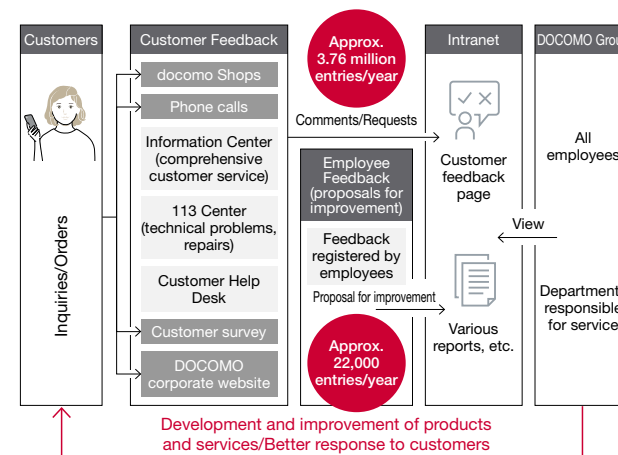 Customers
Inquiries/Orders
Customer Feedback
docomo Shops
Phone calls
Information Center
(comprehensive
customer service)
113 Center
(technical problems,
repairs)
Customer Help
Desk
Customer survey
DOCOMO
corporate website
Approx.
3.76 million
entries/year
Comments/Requests
Employee
Feedback
(proposals for
improvement)
Feedback
registered by
employees
Proposal for improvement
Approx.
22,000
entries/year
Intranet
Customer
feedback
page
Various
reports, etc.
DOCOMO Grou
All
employees
View
Department
responsible
for service
Development and improvement of products
and services/Better response to customers